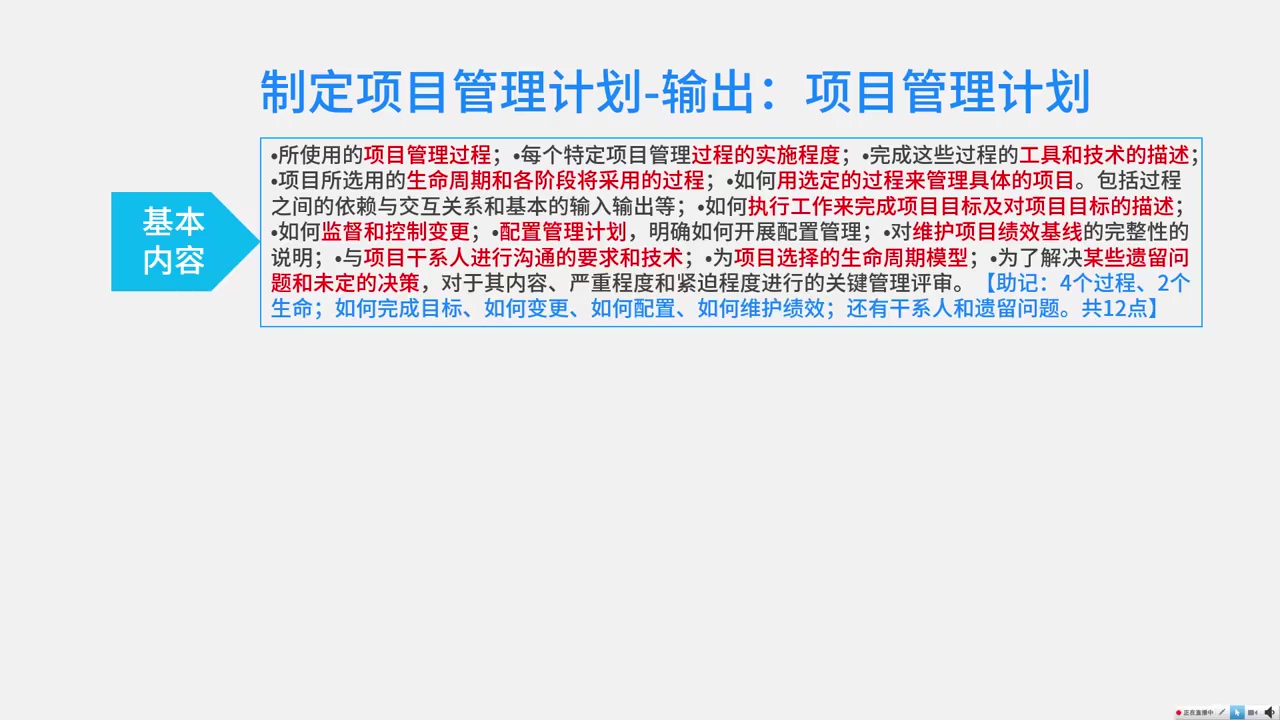 制定项目管理计划-输出：项目管理计划
基本
内容
•所使用的项目管理过程；•每个特定项目管理过程的实施程度；•完成这些过程的工具和技术的描述；
•项目所选用的生命周期和各阶段将采用的过程；•如何用选定的过程来管理具体的项目。包括过程
之间的依赖与交互关系和基本的输入输出等；•如何执行工作来完成项目目标及对项目目标的描述；
•如何监督和控制变更；•配置管理计划，明确如何开展配置管理；•对维护项目绩效基线的完整性的
说明；•与项目干系人进行沟通的要求和技术；•为项目选择的生命周期模型；•为了解决某些遗留问
题和未定的决策，对于其内容、严重程度和紧迫程度进行的关键管理评审。【助记：4个过程、2个
生命；如何完成目标、如何变更、如何配置、如何维护绩效；还有干系人和遗留问题。共12点】
正在直播中